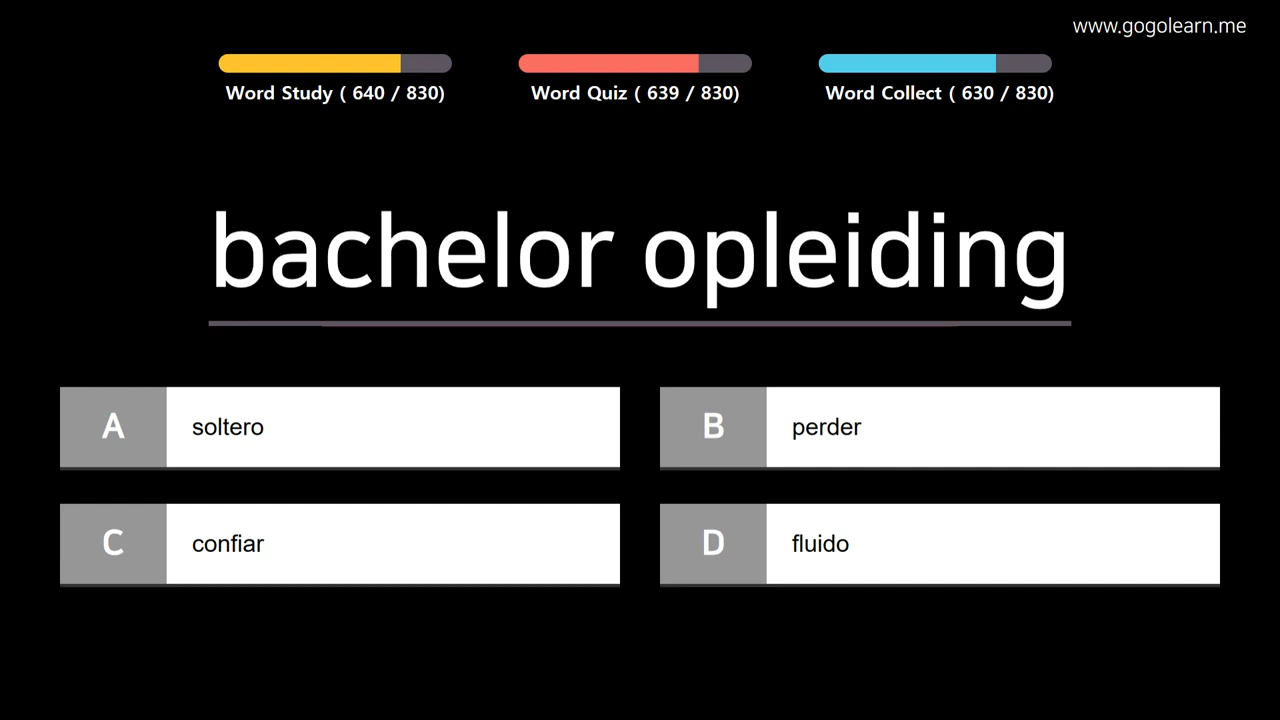 www.gogolearn.me
Word Study ( 640 / 830)
Word Quiz ( 639 / 830)
Word Collect ( 630 / 830)
bachelor opleiding
A soltero
B perder
C confiar
D fluido